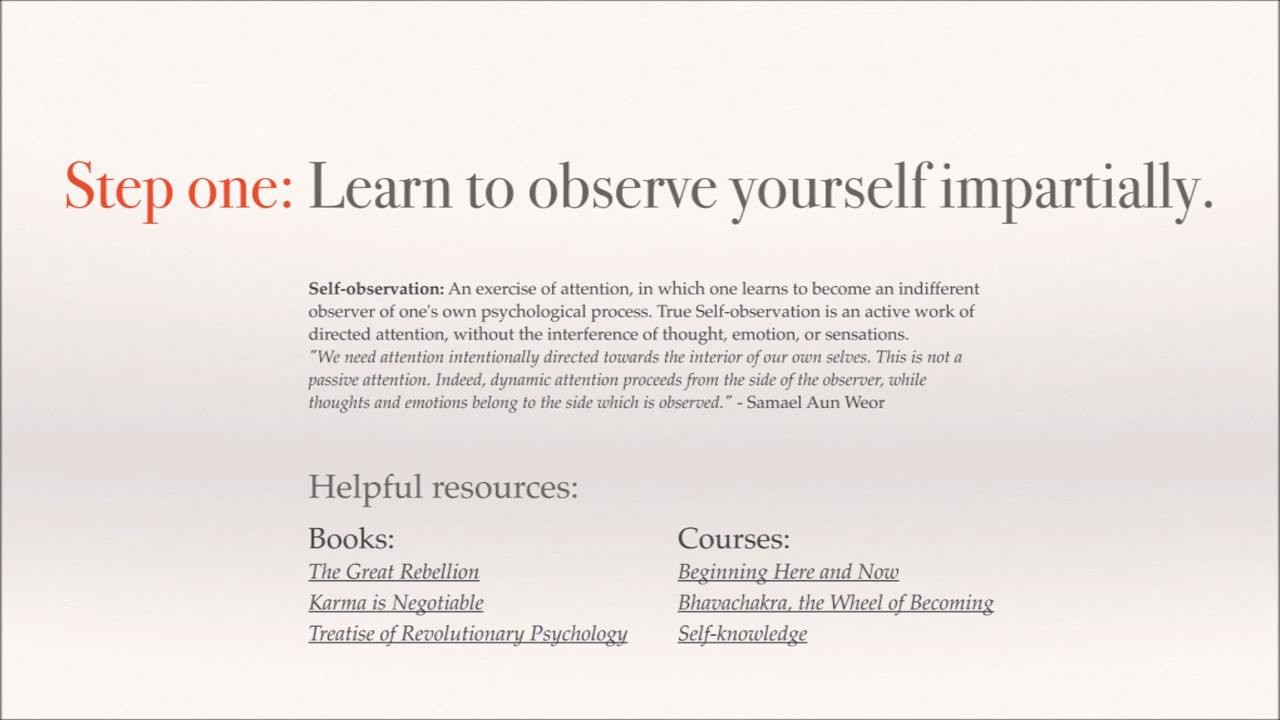 Step one: Learn to observe yourself impartially.
Self-observation: An exercise of attention, in which one learns to become an indifferent
observer of one's own psychological process. True Self-observation is an active work of
directed attention, without the interference of thought, emotion, or sensations.
"We need attention intentionally directed towards the interior of our own selves. This is not a
passive attention. Indeed, dynamic attention proceeds from the side of the observer, while
thoughts and emotions belong to the side which is observed." - Samael Aun Weor
Helpful resources:
Books:
The Great Rebellion
Karma is Negotiable
Treatise of Revolutionary Psychology
Courses:
Beginning Here and Now
Bhavachakra, the Wheel of Becoming
Self-knowledge